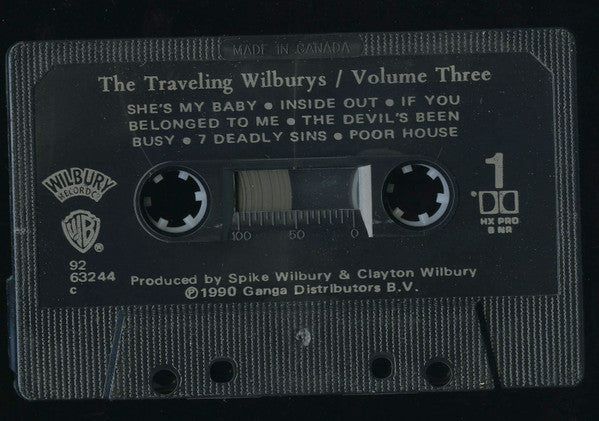 MADE IN CANADA
The Traveling Wilburys / Volume Three
SHE'S MY BABY • INSIDE OUT • IF YOU
BELONGED TO ME • THE DEVIL'S BEEN
BUSY • 7 DEADLY SINS • POOR HOUSE
WILBURY
RECORDS
WB
®
1
HX PRO
B NR
100 50 0
92
63244
c
Produced by Spike Wilbury & Clayton Wilbury
℗1990 Ganga Distributors B.V.